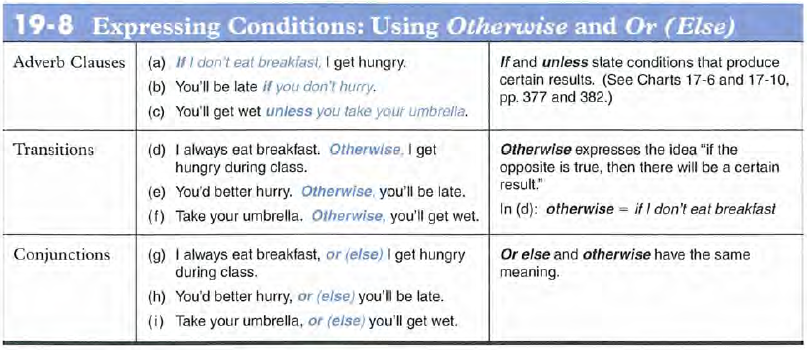 19-8 Expressing Conditions: Using Otherwise and Or (Else)
Adverb Clauses
(a) If I don't eat breakfast, I get hungry.
(b) You'll be late if you don't hurry.
(c) You'll get wet unless you take your umbrella.
If and unless state conditions that produce
certain results. (See Charts 17-6 and 17-10,
pp. 377 and 382.)
Transitions
(d) I always eat breakfast. Otherwise, I get
hungry during class.
(e) You'd better hurry. Otherwise, you'll be late.
(f) Take your umbrella. Otherwise, you'll get wet.
Otherwise expresses the idea "if the
opposite is true, then there will be a certain
result."
In (d): otherwise = if I don't eat breakfast
Conjunctions
(g) I always eat breakfast, or (else) I get hungry
during class.
(h) You'd better hurry, or (else) you'll be late.
(i) Take your umbrella, or (else) you'll get wet.
Or else and otherwise have the same
meaning.